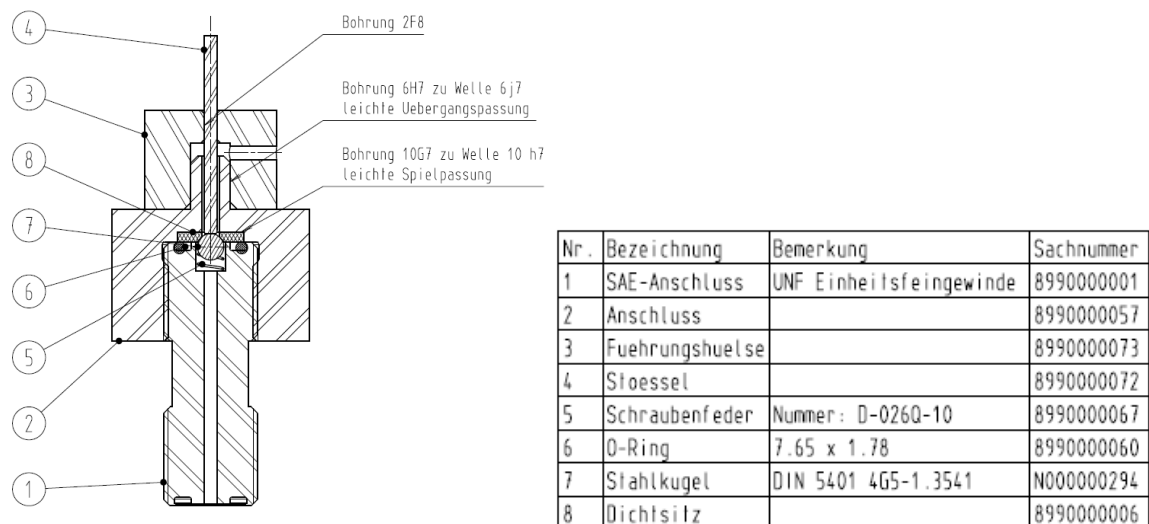 4
Bohrung 2F8
3
Bohrung 6H7 zu Welle 6j7
leichte Uebergangspassung
8
Bohrung 10G7 zu Welle 10 h7
leichte Spielpassung
7
6
5
2
1
Nr. Bezeichnung Bemerkung Sachnummer
1 SAE-Anschluss UNF Einheitsfeingewinde 8990000001
2 Anschluss 8990000057
3 Fuehrungshuelse 8990000073
4 Stoessel 8990000072
5 Schraubenfeder Nummer: D-026Q-10 8990000067
6 O-Ring 7.65 x 1.78 8990000060
7 Stahlkugel DIN 5401 4G5-1.3541 N000000294
8 Dichtsitz 8990000006